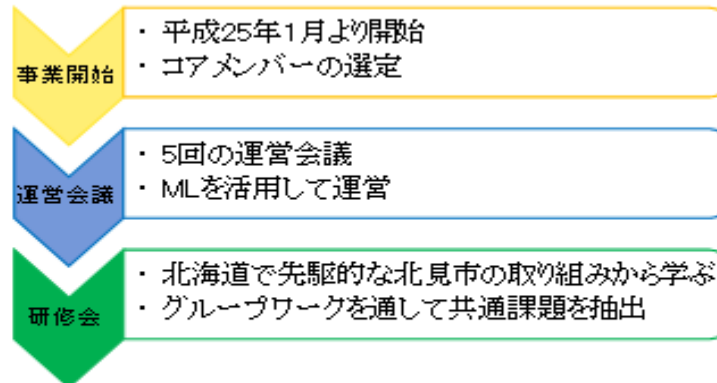 事業開始
・ 平成25年1月より開始
・ コアメンバーの選定
運営会議
・ 5回の運営会議
・ MLを活用して運営
研修会
・ 北海道で先駆的な北見市の取り組みから学ぶ
・ グループワークを通して共通課題を抽出